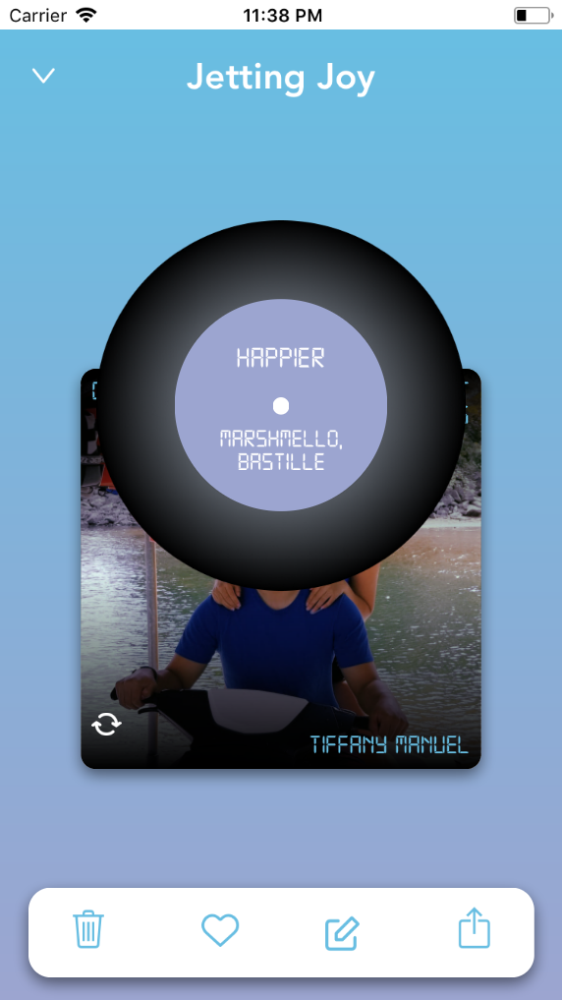 Carrier
11:38 PM
Jetting Joy
HAPPIER
MARSHMELLO,
BASTILLE
TIFFANY MANUEL